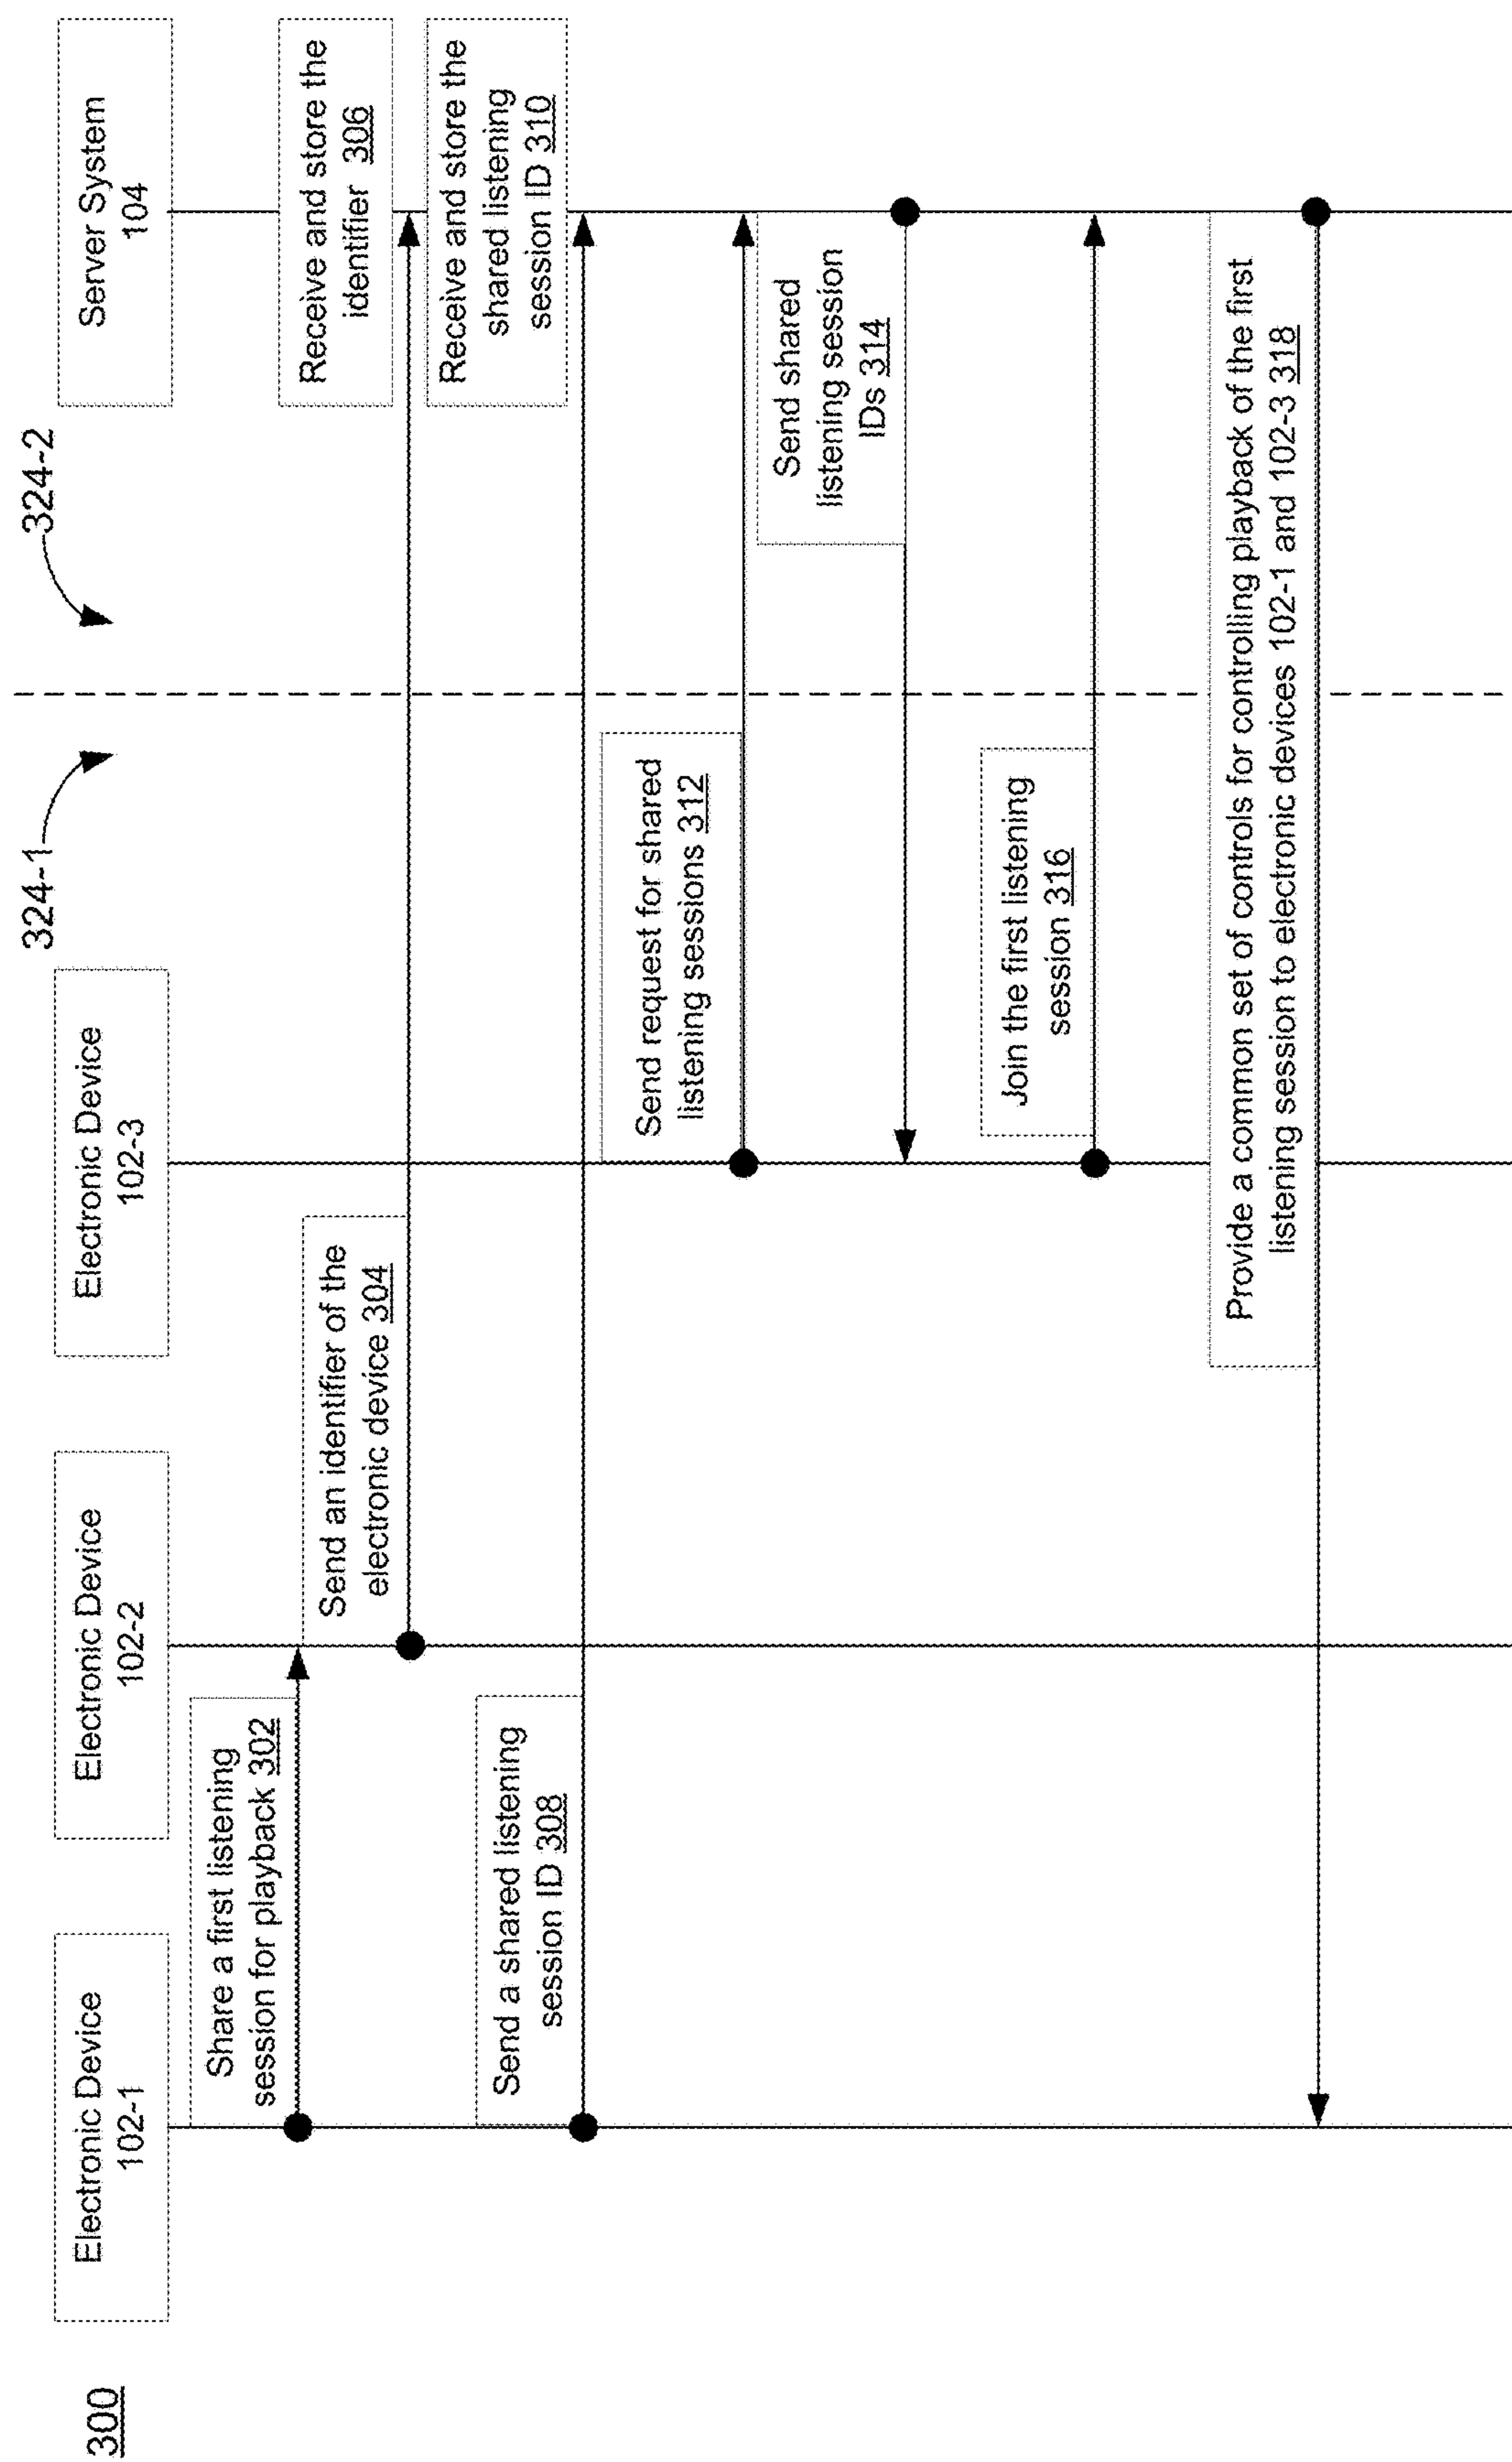 300
324-1
324-2
Electronic Device
102-1
Electronic Device
102-2
Electronic Device
102-3
Server System
104
Share a first listening
session for playback 302
Send an identifier of the
electronic device 304
Receive and store the
identifier 306
Send a shared listening
session ID 308
Receive and store the
shared listening
session ID 310
Send request for shared
listening sessions 312
Send shared
listening session
IDs 314
Join the first listening
session 316
Provide a common set of controls for controlling playback of the first
listening session to electronic devices 102-1 and 102-3 318